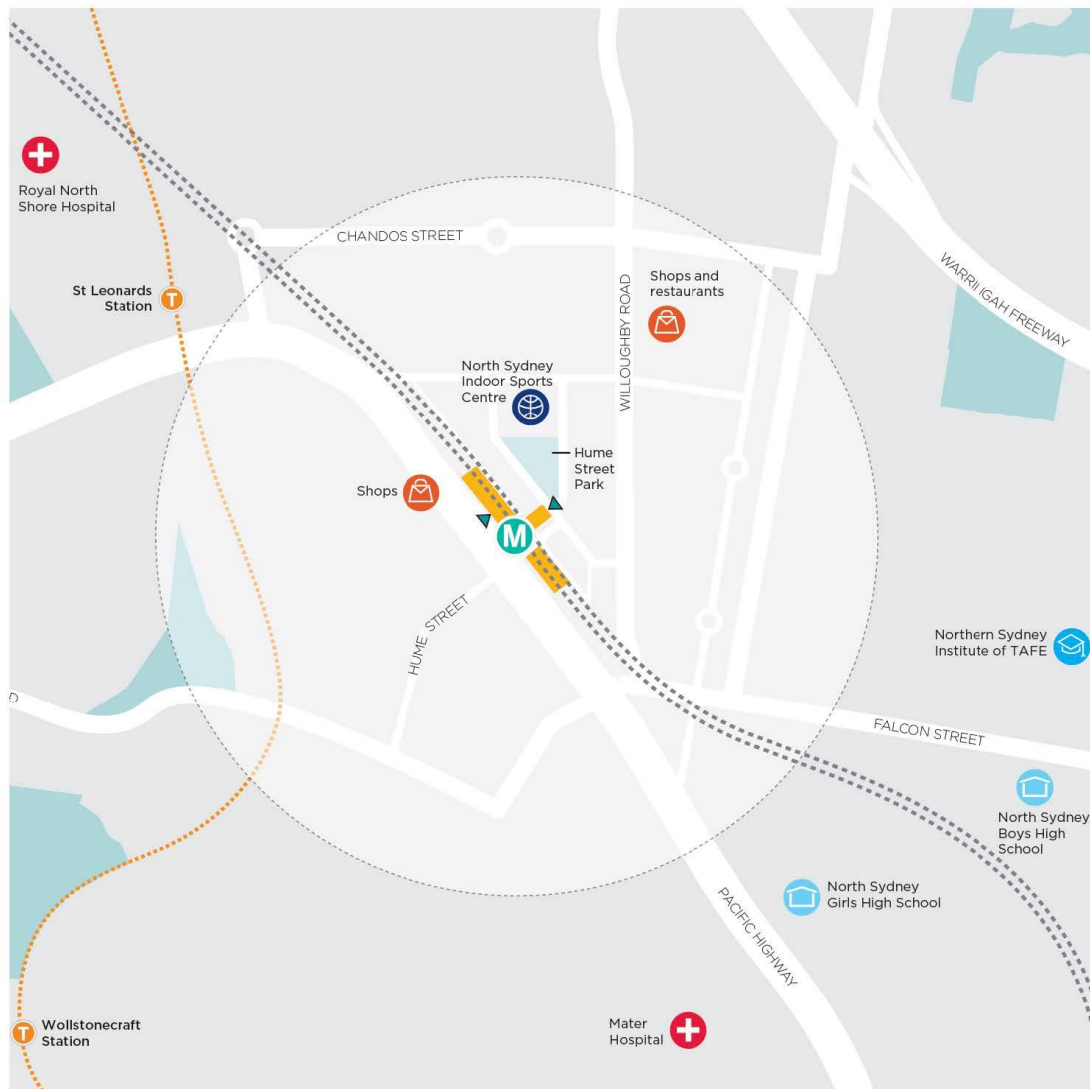 Royal North
Shore Hospital
CHANDOS STREET
St Leonards
Station
T
Shops and
restaurants
WILLOUGHBY ROAD
WARRINGAH FREEWAY
North Sydney
Indoor Sports
Centre
Hume
Street
Park
Shops
M
HUME STREET
Northern Sydney
Institute of TAFE
D
FALCON STREET
North Sydney
Boys High
School
North Sydney
Girls High School
PACIFIC HIGHWAY
T
Wollstonecraft
Station
Mater
Hospital